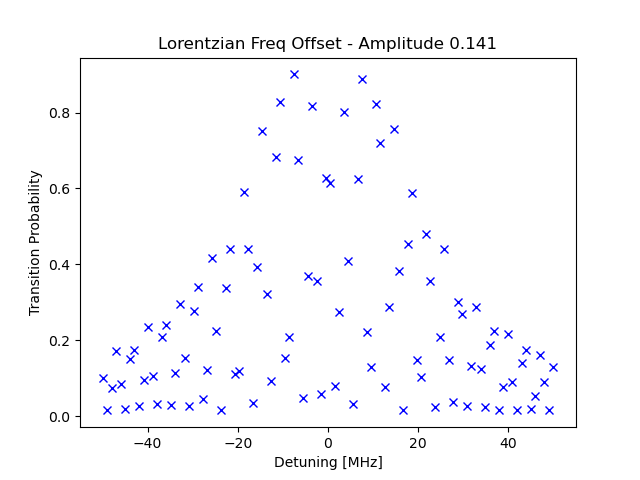 Lorentzian Freq Offset - Amplitude 0.141
Transition Probability
0.8
0.6
0.4
0.2
0.0
−40 −20 0 20 40
Detuning [MHz]